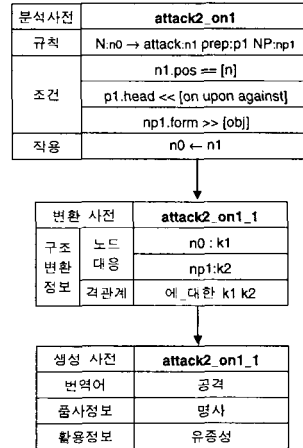 분석사전 attack2_on1
규칙 N:n0 → attack:n1 prep:p1 NP:np1
조건 n1.pos == [n]
p1.head << [on upon against]
np1.form >> [obj]
작용 n0 ← n1
변환 사전 attack2_on1_1
구조 변환 정보 노드 대응 n0 : k1
np1:k2
격관계 에_대한 k1 k2
생성 사전 attack2_on1_1
번역어 공격
품사정보 명사
활용정보 유종성